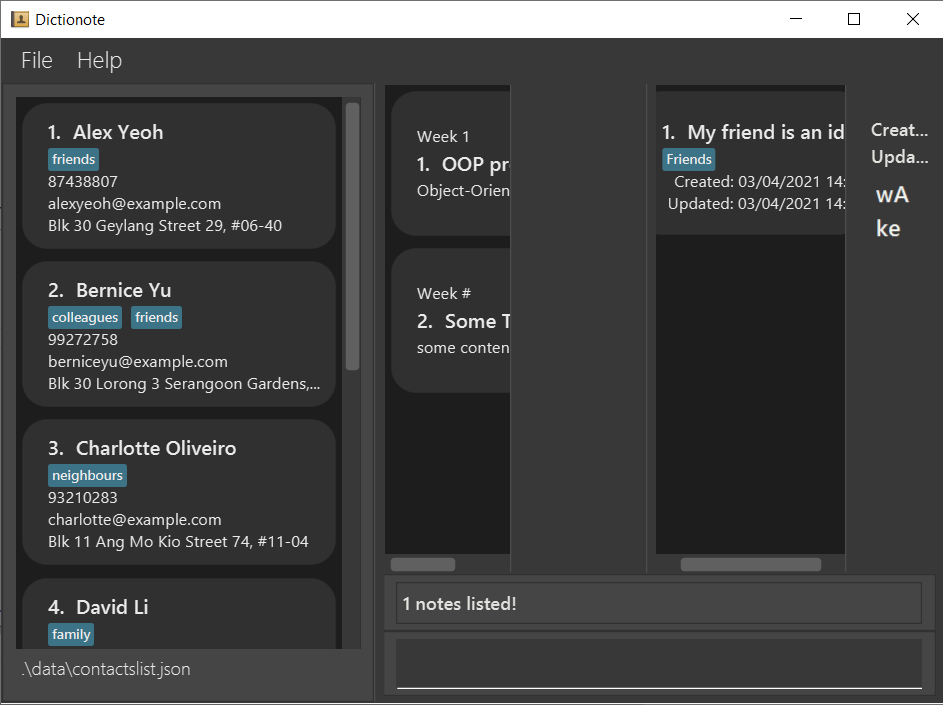 Dictionote
File Help
1. Alex Yeoh
friends
87438807
alexyeoh@example.com
Blk 30 Geylang Street 29, #06-40
2. Bernice Yu
colleagues friends
99272758
berniceyu@example.com
Blk 30 Lorong 3 Serangoon Gardens,...
3. Charlotte Oliveiro
neighbours
93210283
charlotte@example.com
Blk 11 Ang Mo Kio Street 74, #11-04
4. David Li
family
.\data\contactslist.json
Week 1
1. OOP pr
Object-Orien
Week #
2. Some T
some conten
1. My friend is an id
Friends
Created: 03/04/2021 14:
Updated: 03/04/2021 14:
Creat...
Upda...
wA
ke
1 notes listed!